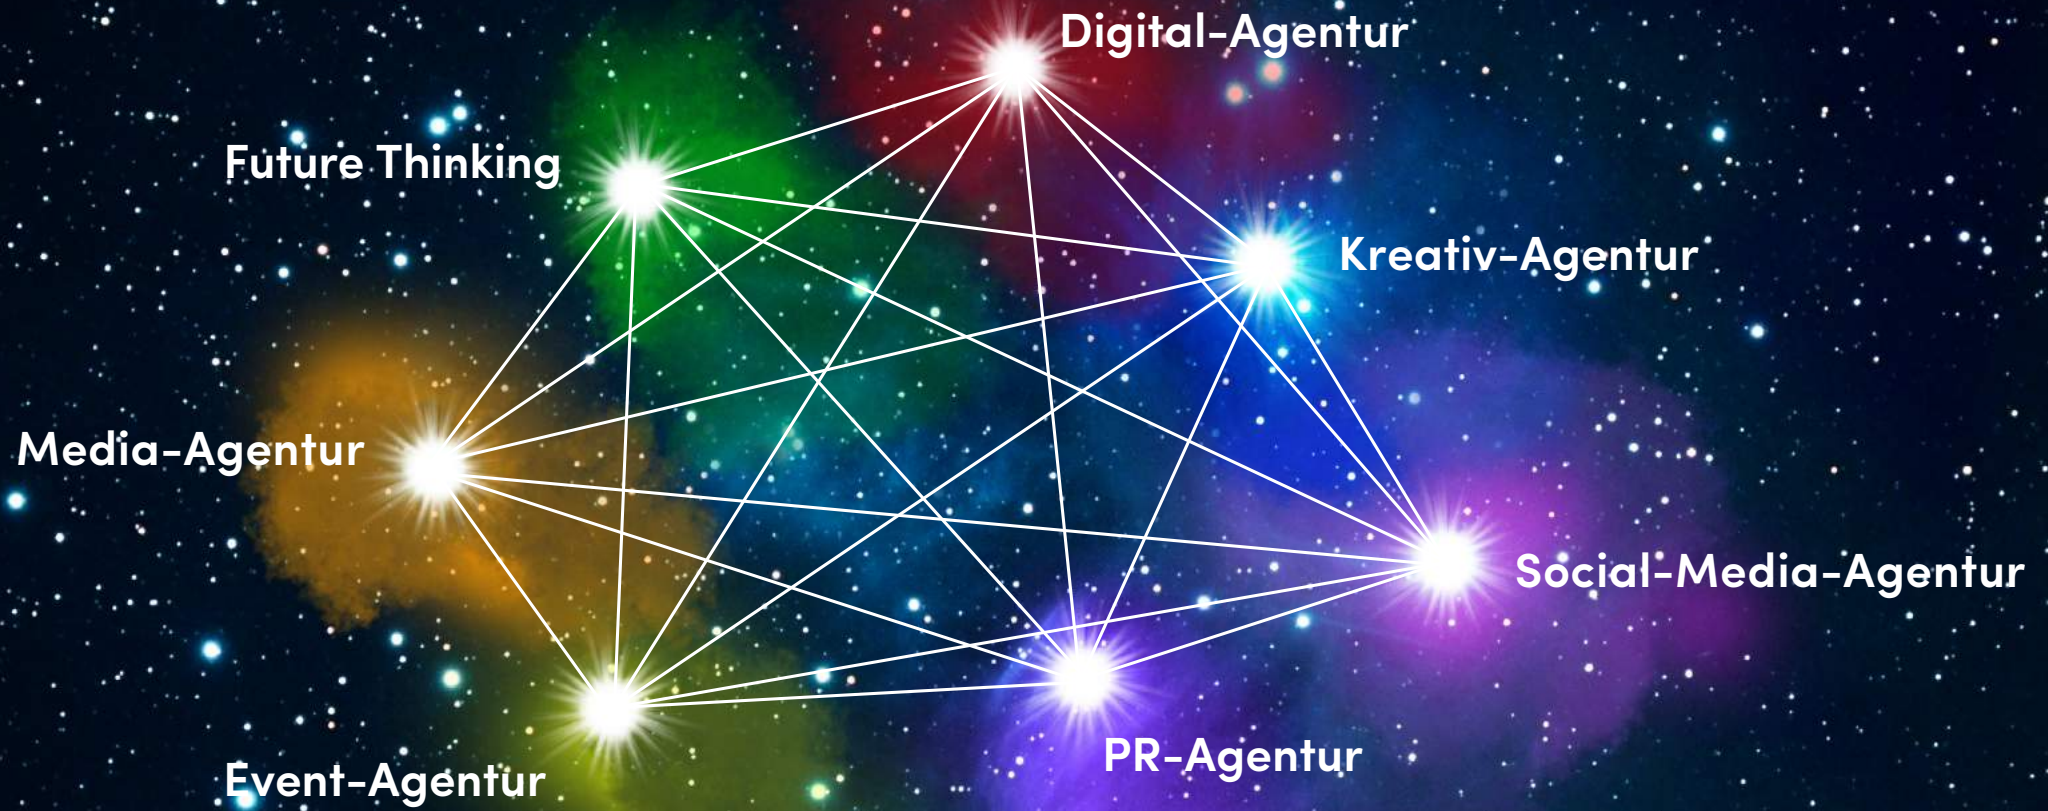 Digital-Agentur
Future Thinking
Kreativ-Agentur
Media-Agentur
Social-Media-Agentur
PR-Agentur
Event-Agentur